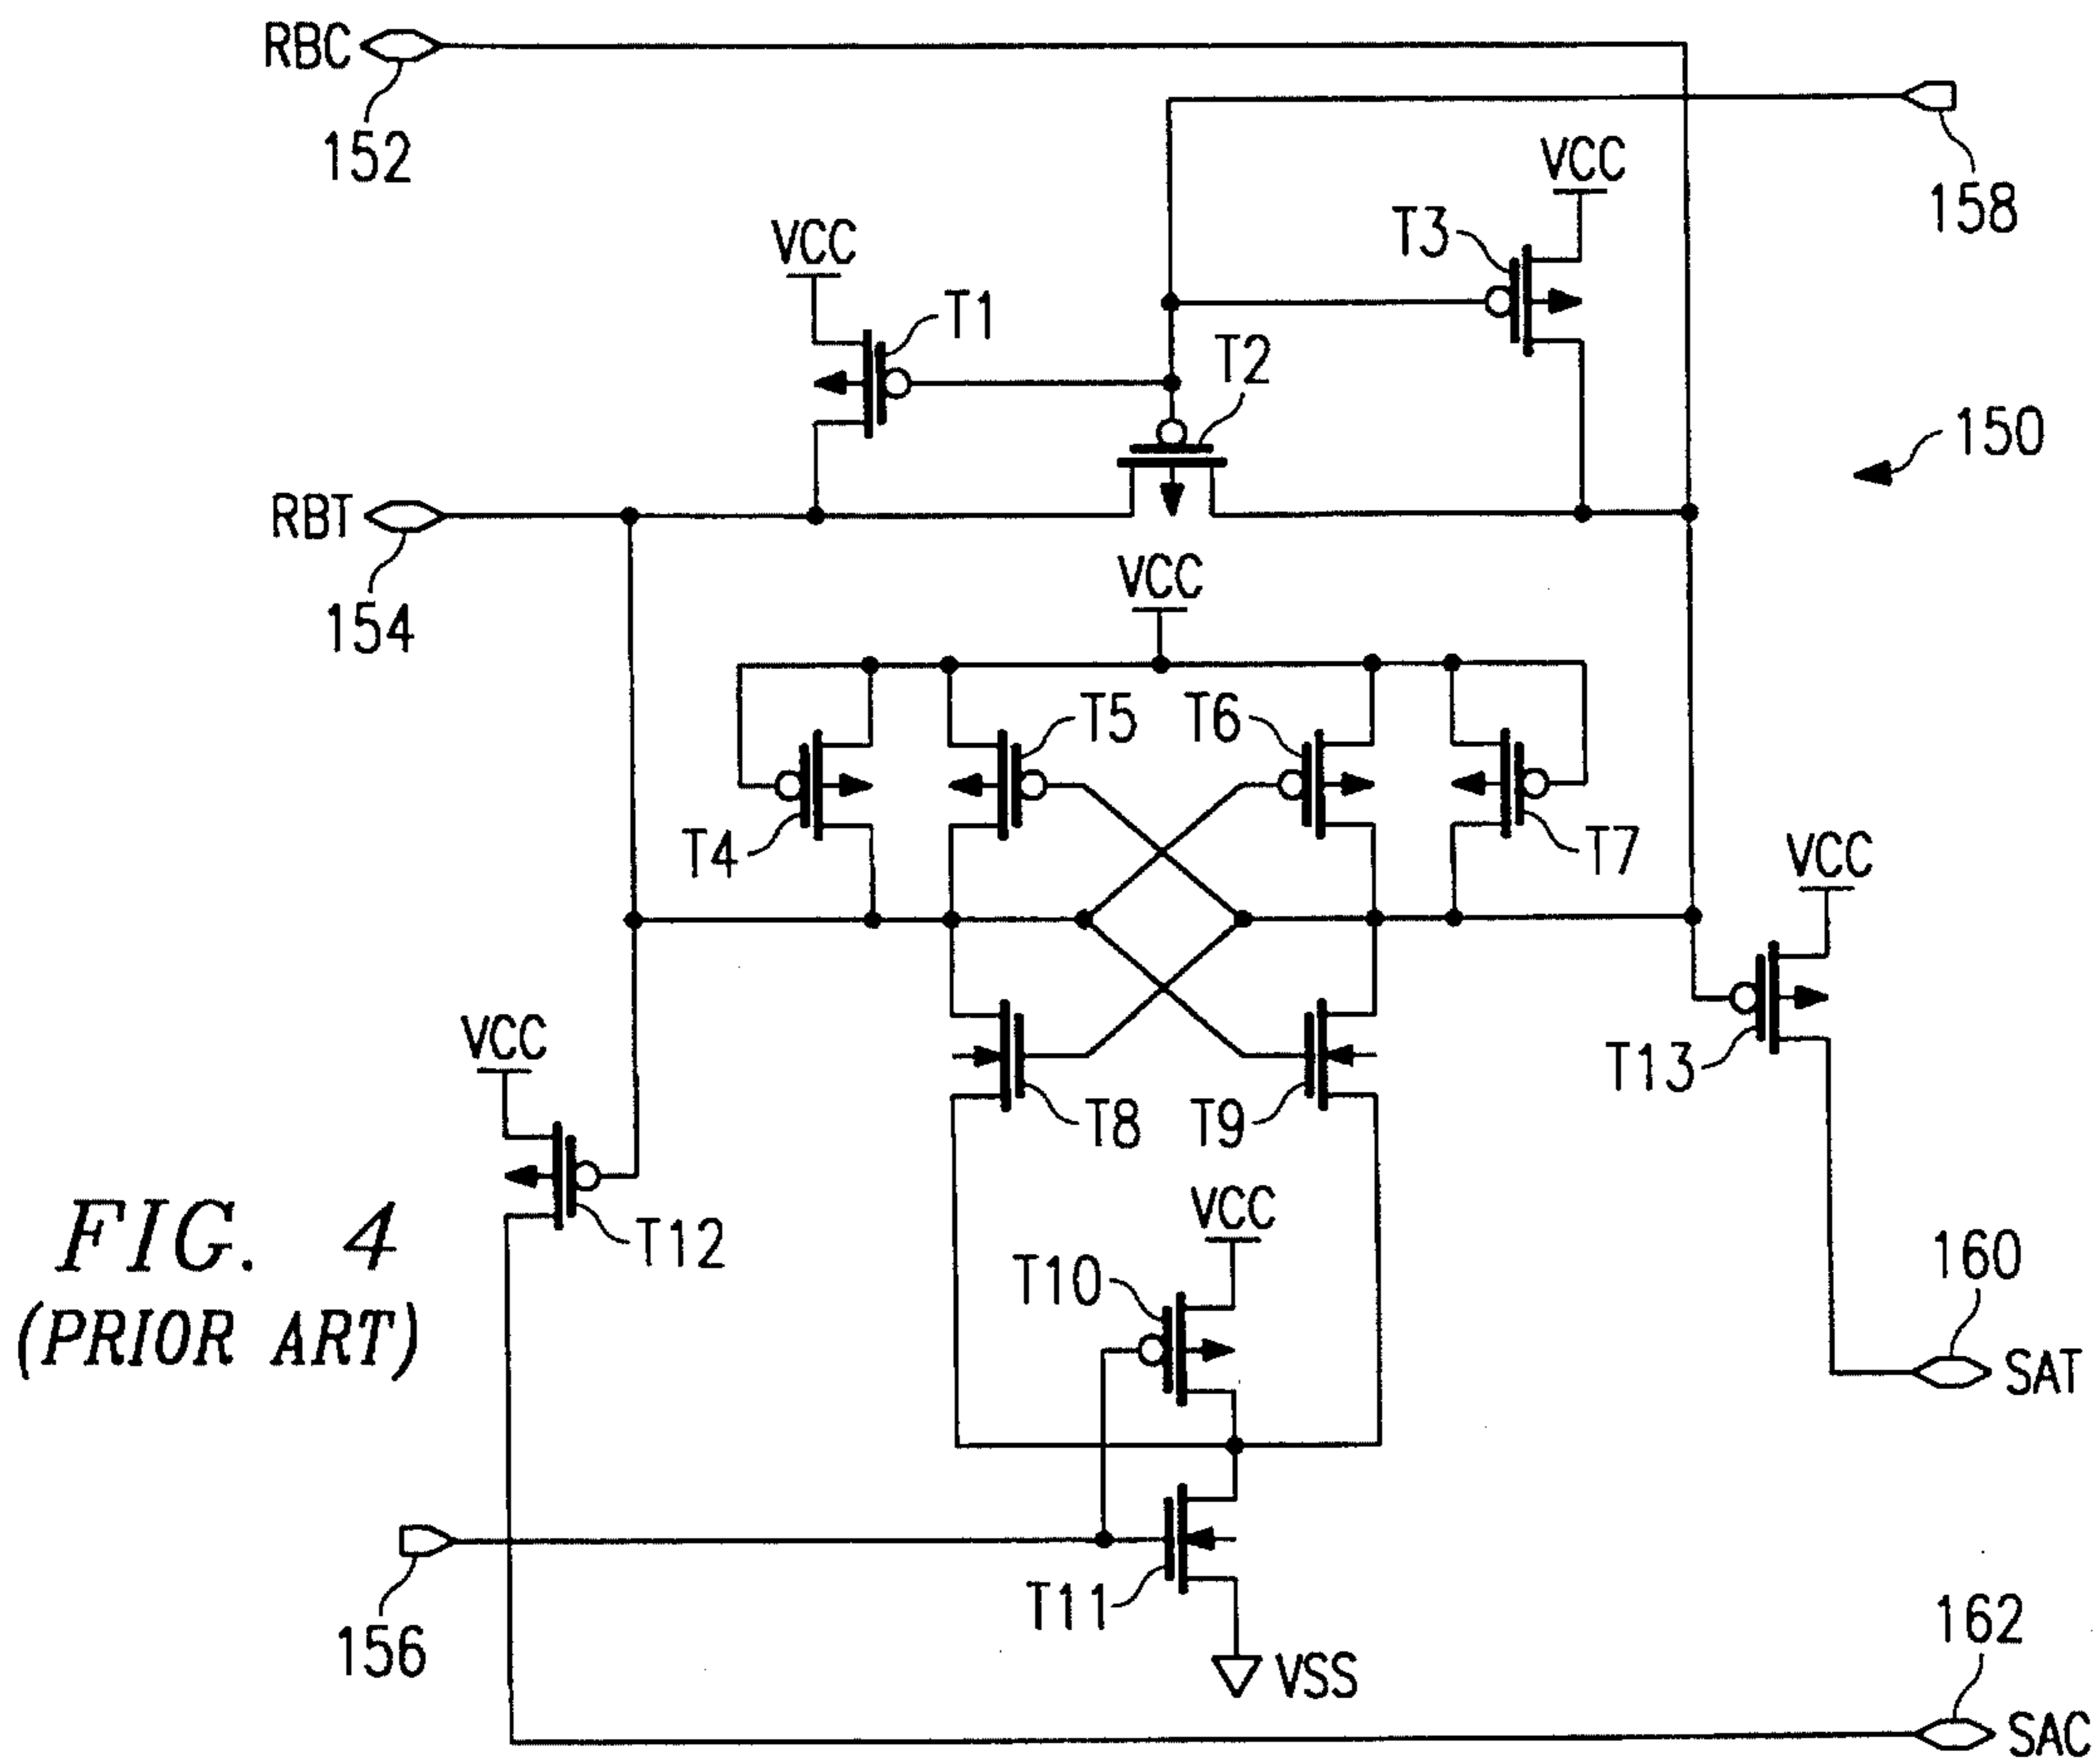 RBC
152
158
VCC
T3
VCC
T1
T2
150
RBT
154
VCC
T5
T6
T4
T7
VCC
VCC
T13
T8
T9
T12
VCC
T10
160
SAT
FIG. 4
(PRIOR ART)
156
T11
VSS
162
SAC